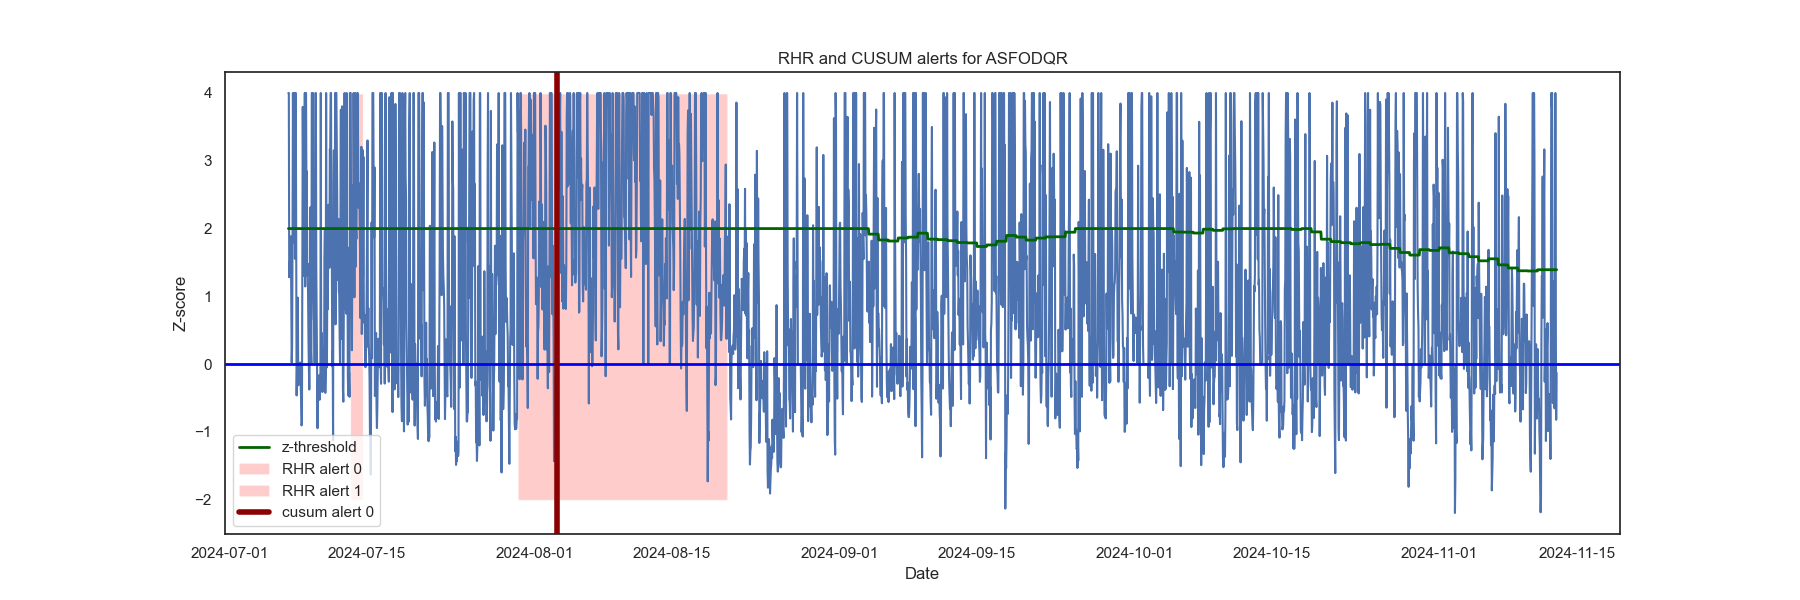 RHR and CUSUM alerts for ASFODQR
4
3
2
1
0
−1
−2
Z-score
z-threshold
RHR alert 0
RHR alert 1
cusum alert 0
2024-07-01 2024-07-15 2024-08-01 2024-08-15 2024-09-01 2024-09-15 2024-10-01 2024-10-15 2024-11-01 2024-11-15
Date